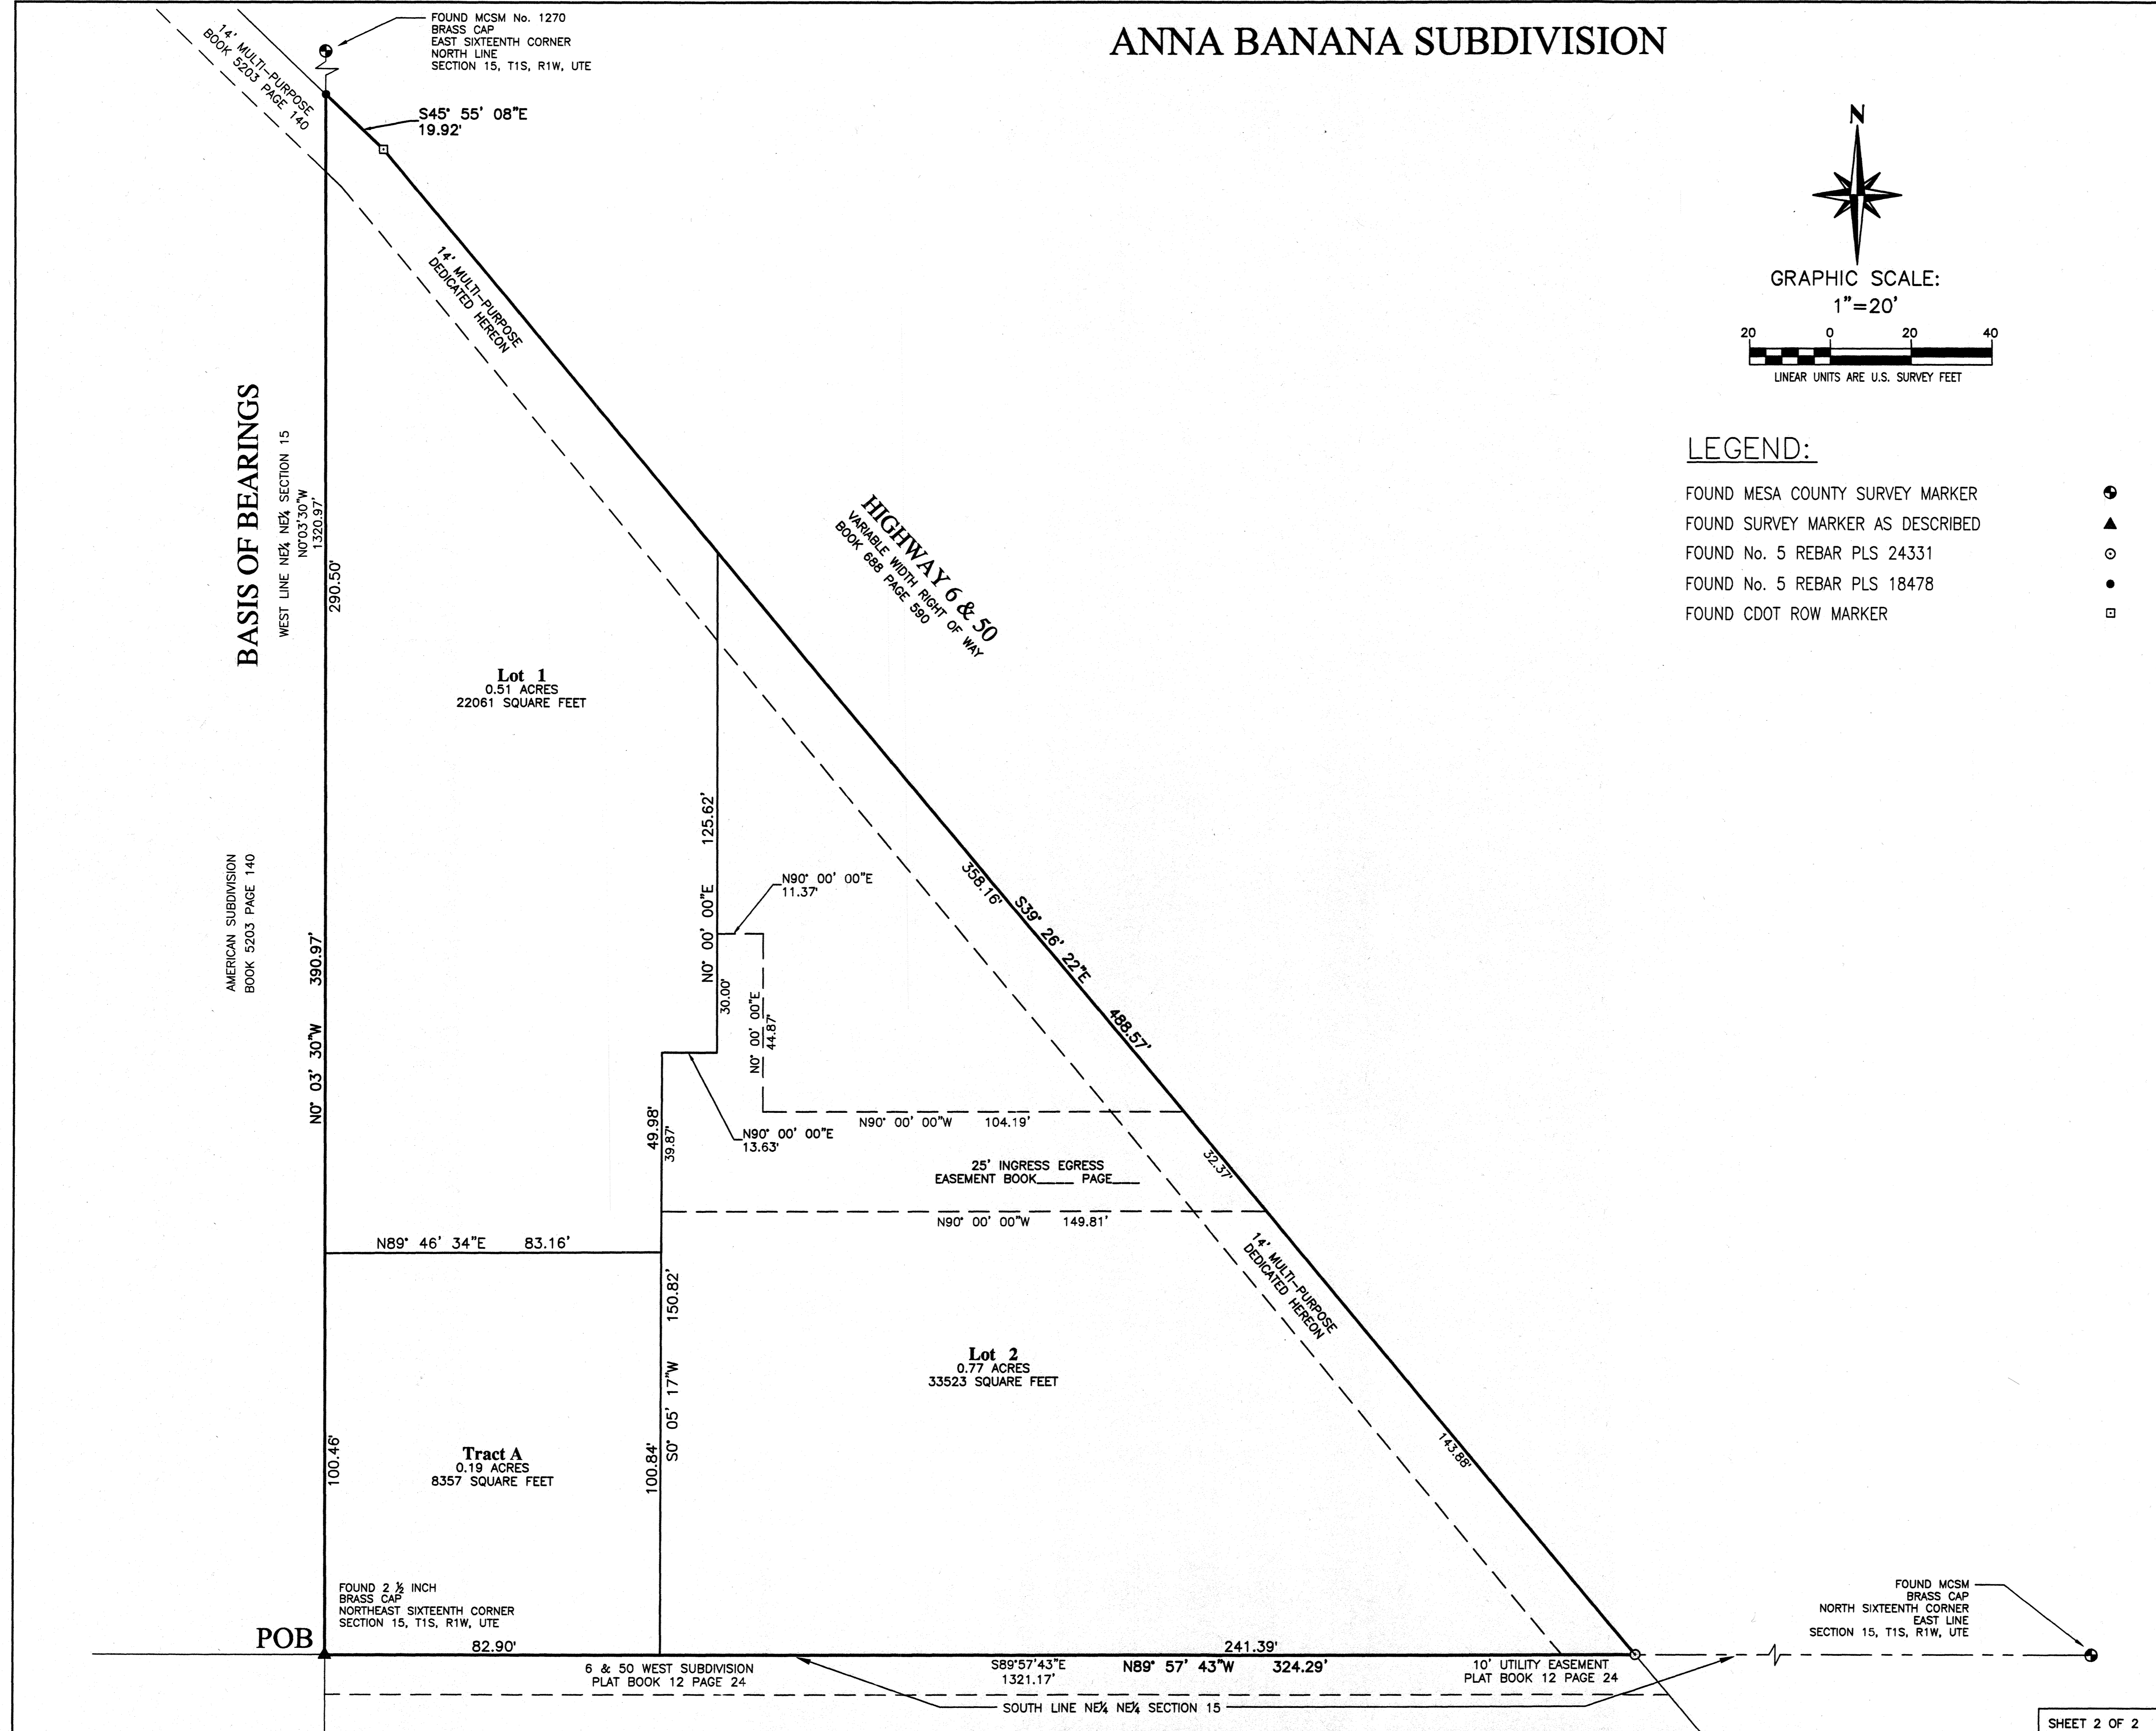 ANNA BANANA SUBDIVISION
FOUND MCSM No. 1270
BRASS CAP
EAST SIXTEENTH CORNER
NORTH LINE
SECTION 15, T1S, R1W, UTE
14' MULTI-PURPOSE
BOOK 5203 PAGE 140
S45° 55' 08"E
19.92'
N
GRAPHIC SCALE:
1"=20'
20 0 20 40
LINEAR UNITS ARE U.S. SURVEY FEET
LEGEND:
FOUND MESA COUNTY SURVEY MARKER
FOUND SURVEY MARKER AS DESCRIBED
FOUND No. 5 REBAR PLS 24331
FOUND No. 5 REBAR PLS 18478
FOUND CDOT ROW MARKER
14' MULTI-PURPOSE
DEDICATED HEREON
BASIS OF BEARINGS
WEST LINE NE¼ NE¼ SECTION 15
N0°03'30"W
1320.97'
290.50'
HIGHWAY 6 & 50
VARIABLE WIDTH RIGHT OF WAY
BOOK 688 PAGE 590
Lot 1
0.51 ACRES
22061 SQUARE FEET
AMERICAN SUBDIVISION
BOOK 5203 PAGE 140
N0° 03' 30"W 390.97'
N0° 00' 00"E 125.62'
N90° 00' 00"E
11.37'
30.00'
N0° 00' 00"E
44.87'
358.16'
S39° 26' 22"E 488.57'
49.98'
39.87'
N90° 00' 00"E
13.63'
N90° 00' 00"W 104.19'
32.37'
25' INGRESS EGRESS
EASEMENT BOOK____ PAGE___
N90° 00' 00"W 149.81'
N89° 46' 34"E 83.16'
14' MULTI-PURPOSE
DEDICATED HEREON
S0° 05' 17"W 150.82'
Lot 2
0.77 ACRES
33523 SQUARE FEET
143.88'
100.46'
Tract A
0.19 ACRES
8357 SQUARE FEET
100.84'
FOUND 2 ½ INCH
BRASS CAP
NORTHEAST SIXTEENTH CORNER
SECTION 15, T1S, R1W, UTE
POB
82.90'
241.39'
FOUND MCSM
BRASS CAP
NORTH SIXTEENTH CORNER
EAST LINE
SECTION 15, T1S, R1W, UTE
6 & 50 WEST SUBDIVISION
PLAT BOOK 12 PAGE 24
S89°57'43"E
1321.17'
N89° 57' 43"W 324.29'
10' UTILITY EASEMENT
PLAT BOOK 12 PAGE 24
SOUTH LINE NE¼ NE¼ SECTION 15
SHEET 2 OF 2